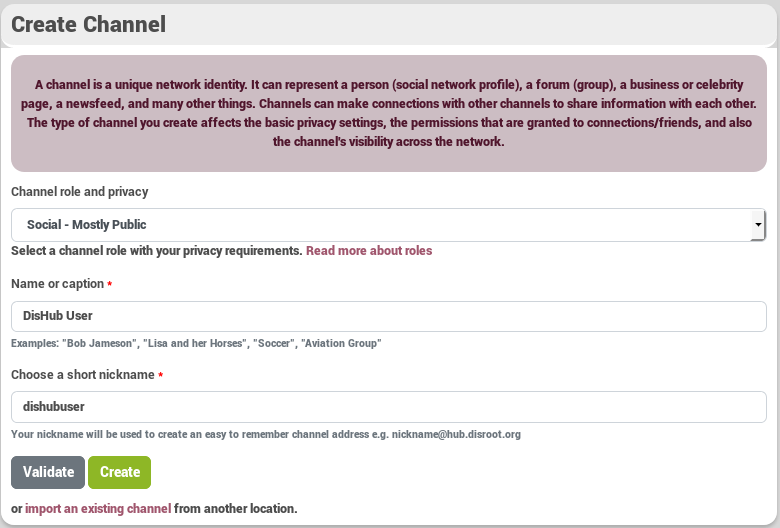 Create Channel
A channel is a unique network identity. It can represent a person (social network profile), a forum (group), a business or celebrity
page, a newsfeed, and many other things. Channels can make connections with other channels to share information with each other.
The type of channel you create affects the basic privacy settings, the permissions that are granted to connections/friends, and also
the channel's visibility across the network.
Channel role and privacy
Social - Mostly Public
Select a channel role with your privacy requirements. Read more about roles
Name or caption *
DisHub User
Examples: "Bob Jameson", "Lisa and her Horses", "Soccer", "Aviation Group"
Choose a short nickname *
dishubuser
Your nickname will be used to create an easy to remember channel address e.g. nickname@hub.disroot.org
Validate Create
or import an existing channel from another location.